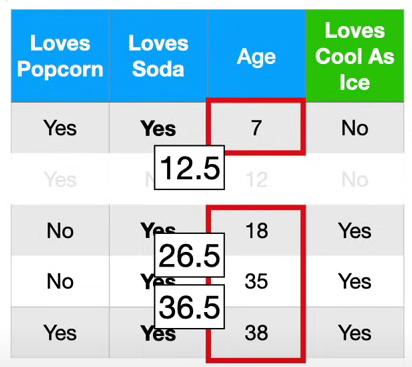 Loves Popcorn Loves Soda Age Loves Cool As Ice
Yes Yes 7 No
12.5
Yes 12 No
No Yes 18 Yes
26.5
No Yes 35 Yes
36.5
Yes Yes 38 Yes